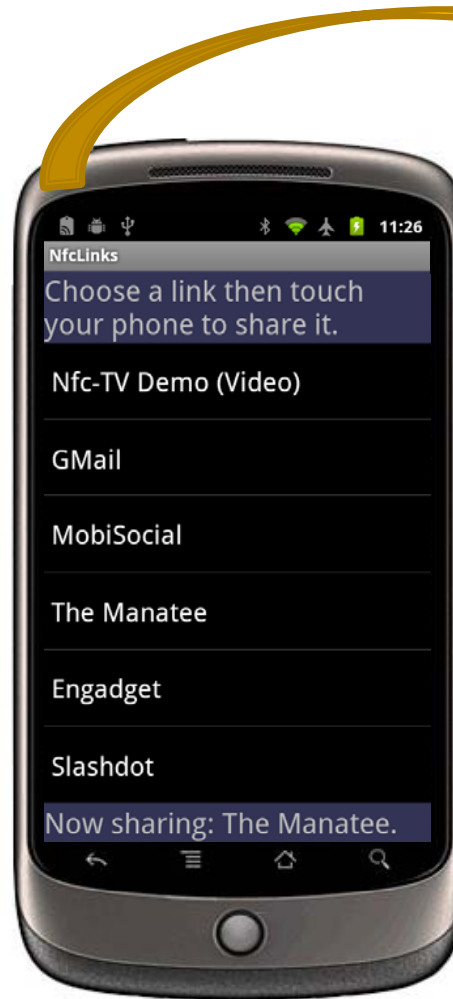 11:26
NfcLinks
Choose a link then touch
your phone to share it.
Nfc-TV Demo (Video)
GMail
MobiSocial
The Manatee
Engadget
Slashdot
Now sharing: The Manatee.